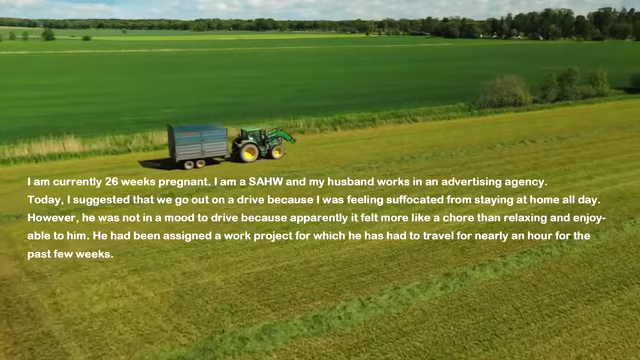 I am currently 26 weeks pregnant. I am a SAHW and my husband works in an advertising agency.
Today, I suggested that we go out on a drive because I was feeling suffocated from staying at home all day.
However, he was not in a mood to drive because apparently it felt more like a chore than relaxing and enjoy-
able to him. He had been assigned a work project for which he has had to travel for nearly an hour for the
past few weeks.